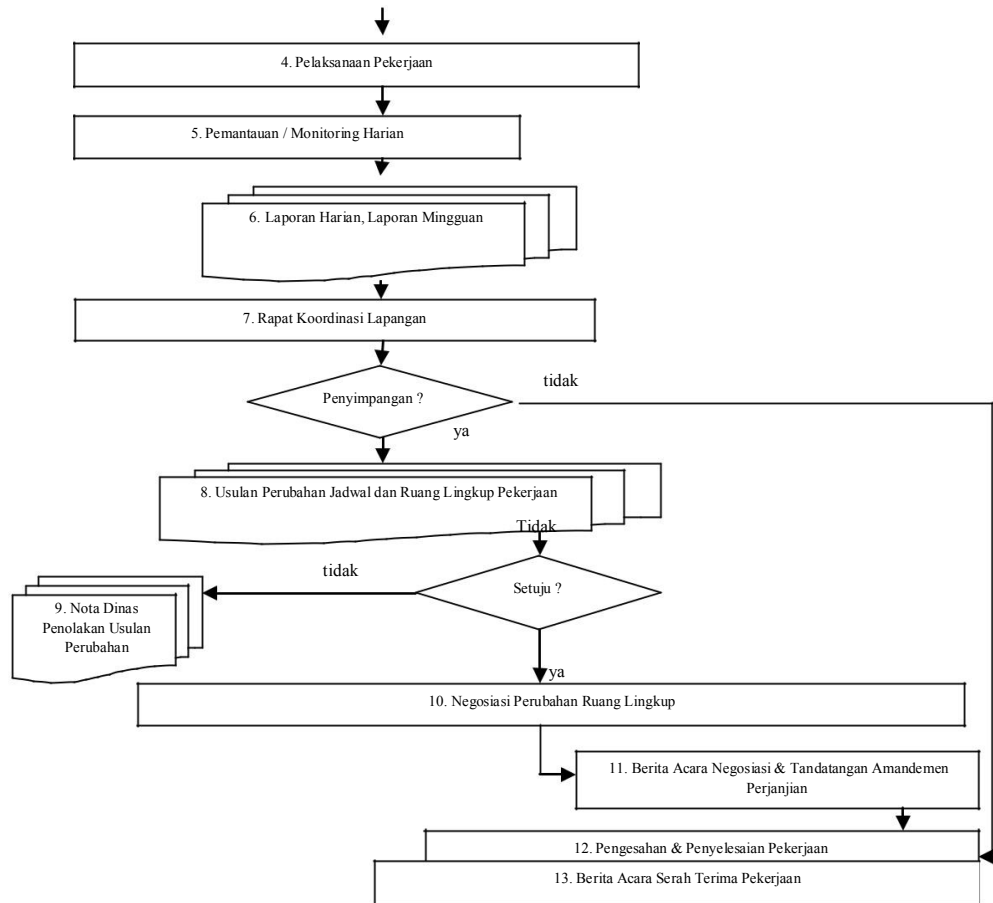 4. Pelaksanaan Pekerjaan
5. Pemantauan / Monitoring Harian
6. Laporan Harian, Laporan Mingguan
7. Rapat Koordinasi Lapangan
tidak
Penyimpangan ?
ya
8. Usulan Perubahan Jadwal dan Ruang Lingkup Pekerjaan
Tidak
tidak
Setuju ?
9. Nota Dinas
Penolakan Usulan
Perubahan
ya
10. Negosiasi Perubahan Ruang Lingkup
11. Berita Acara Negosiasi & Tandatangan Amandemen
Perjanjian
12. Pengesahan & Penyelesaian Pekerjaan
13. Berita Acara Serah Terima Pekerjaan